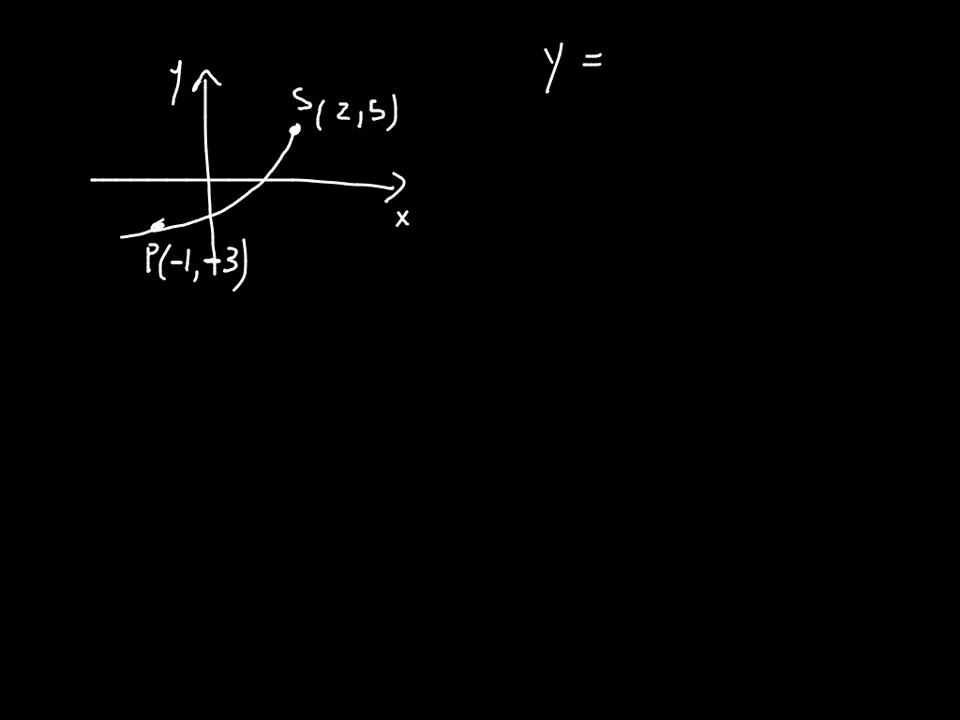 y =
y
S(2,5)
x
P(-1,-3)